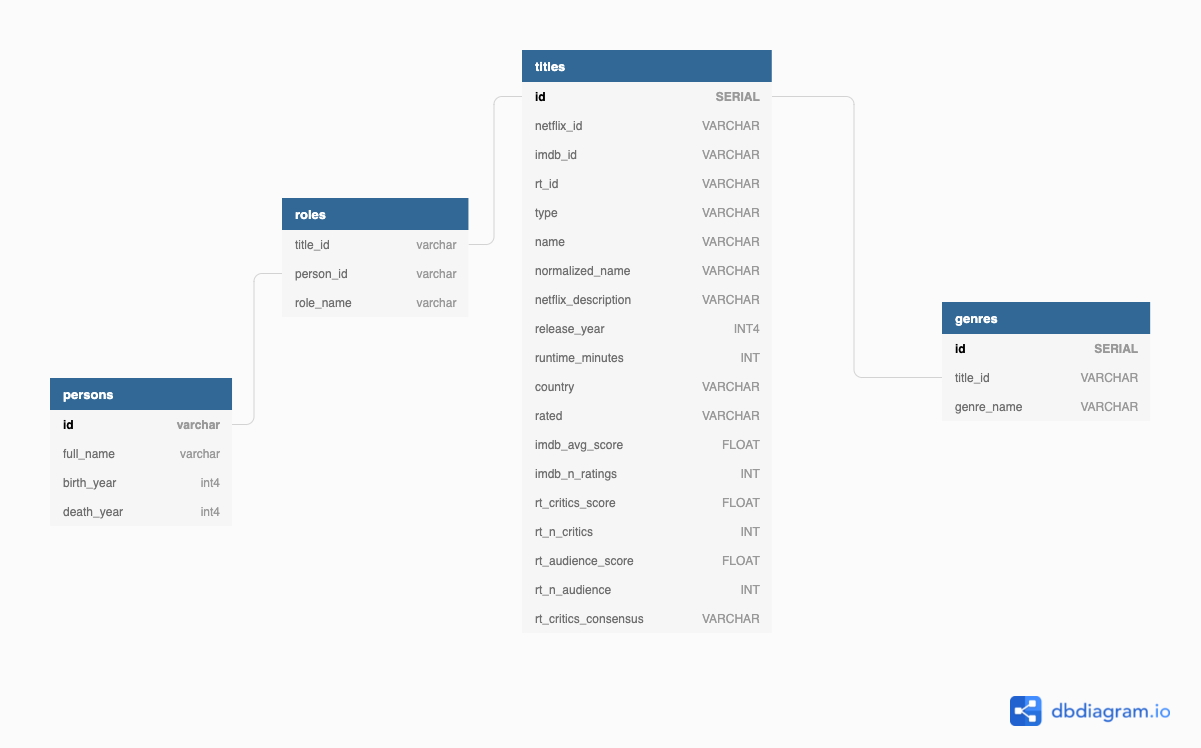 titles
id SERIAL
netflix_id VARCHAR
imdb_id VARCHAR
rt_id VARCHAR
type VARCHAR
name VARCHAR
normalized_name VARCHAR
netflix_description VARCHAR
release_year INT4
runtime_minutes INT
country VARCHAR
rated VARCHAR
imdb_avg_score FLOAT
imdb_n_ratings INT
rt_critics_score FLOAT
rt_n_critics INT
rt_audience_score FLOAT
rt_n_audience INT
rt_critics_consensus VARCHAR
roles
title_id varchar
person_id varchar
role_name varchar
genres
id SERIAL
title_id VARCHAR
genre_name VARCHAR
persons
id varchar
full_name varchar
birth_year int4
death_year int4
dbdiagram.io